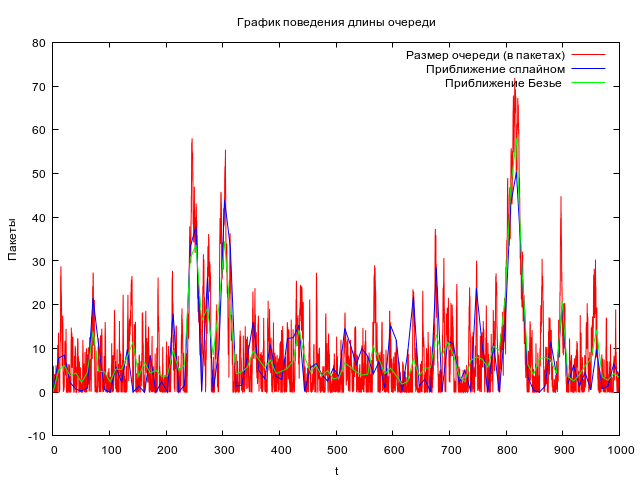 График поведения длины очереди
Размер очереди (в пакетах)
Приближение сплайном
Приближение Безье
Пакеты
80
70
60
50
40
30
20
10
0
-10
0 100 200 300 400 500 600 700 800 900 1000
t